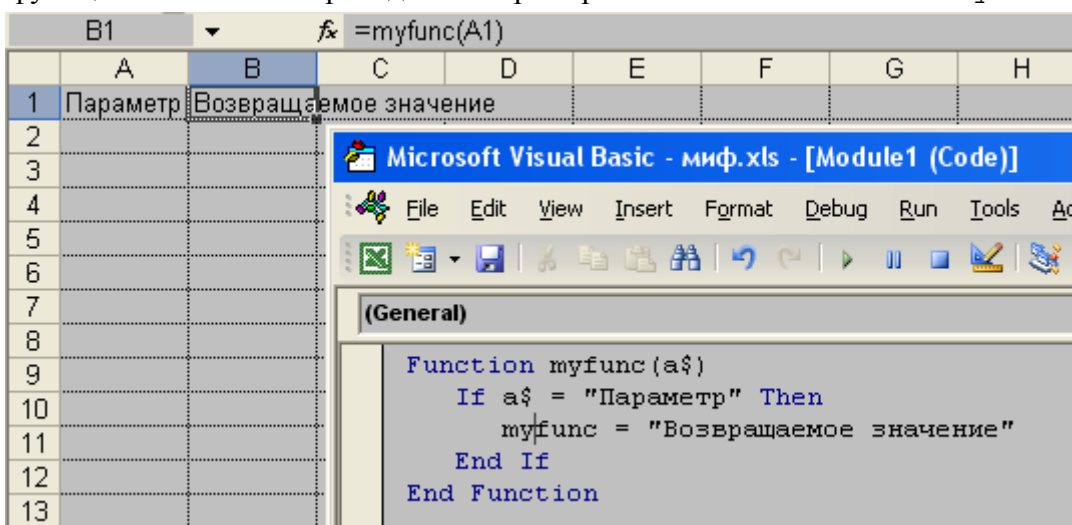 B1 fx =myfunc(A1)
A B C D E F G H
1 Параметр Возвращаемое значение
2
3
4
5
6
7
8
9
10
11
12
13
Microsoft Visual Basic - миф.xls - [Module1 (Code)]
File Edit View Insert Format Debug Run Tools
(General)
Function myfunc(a$)
If a$ = "Параметр" Then
myfunc = "Возвращаемое значение"
End If
End Function